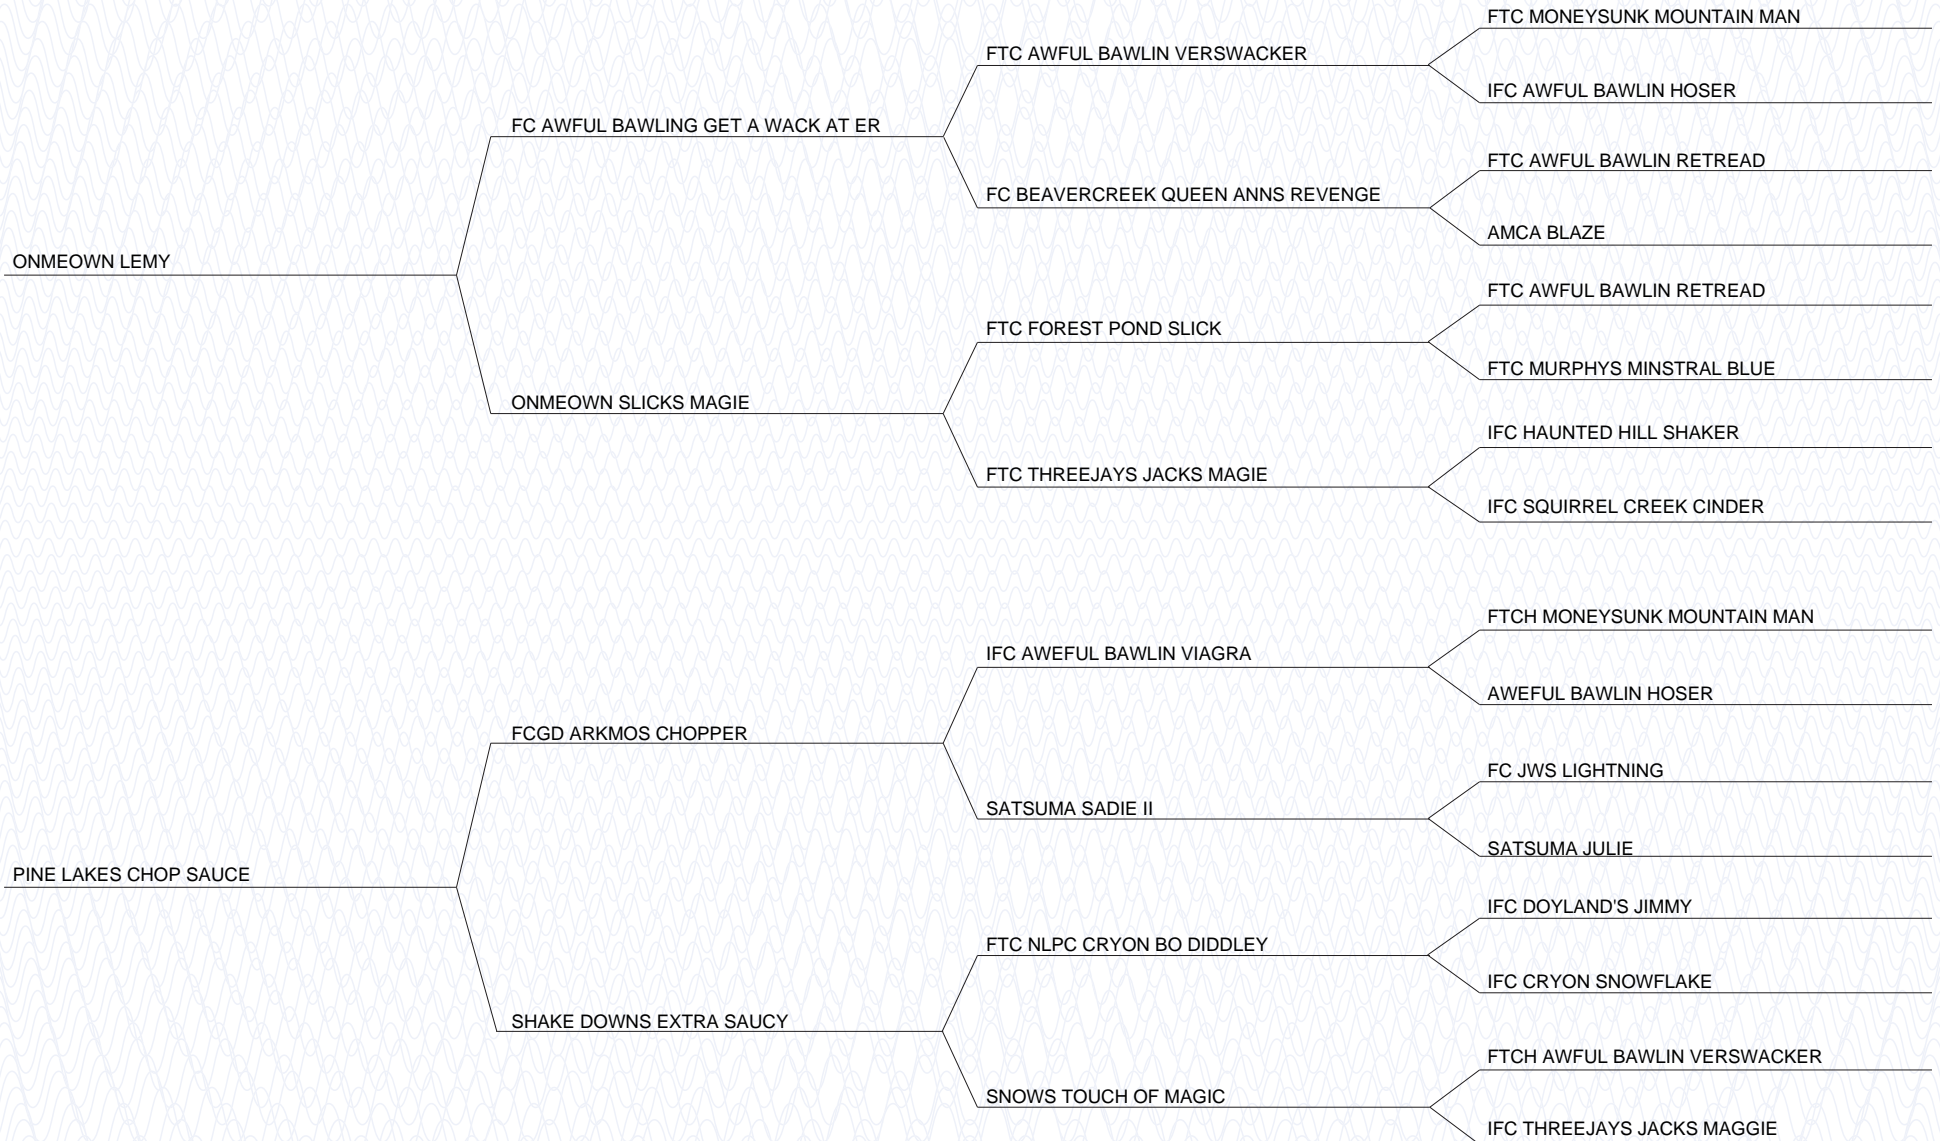 FTC MONEYSUNK MOUNTAIN MAN
FTC AWFUL BAWLIN VERSWACKER
IFC AWFUL BAWLIN HOSER
FC AWFUL BAWLING GET A WACK AT ER
FTC AWFUL BAWLIN RETREAD
FC BEAVERCREEK QUEEN ANNS REVENGE
AMCA BLAZE
ONMEOWN LEMY
FTC AWFUL BAWLIN RETREAD
FTC FOREST POND SLICK
FTC MURPHYS MINSTRAL BLUE
ONMEOWN SLICKS MAGIE
IFC HAUNTED HILL SHAKER
FTC THREEJAYS JACKS MAGIE
IFC SQUIRREL CREEK CINDER
FTCH MONEYSUNK MOUNTAIN MAN
IFC AWEFUL BAWLIN VIAGRA
AWEFUL BAWLIN HOSER
FCGD ARKMOS CHOPPER
FC JWS LIGHTNING
SATSUMA SADIE II
SATSUMA JULIE
PINE LAKES CHOP SAUCE
IFC DOYLAND'S JIMMY
FTC NLPC CRYON BO DIDDLEY
IFC CRYON SNOWFLAKE
SHAKE DOWNS EXTRA SAUCY
FTCH AWFUL BAWLIN VERSWACKER
SNOWS TOUCH OF MAGIC
IFC THREEJAYS JACKS MAGGIE